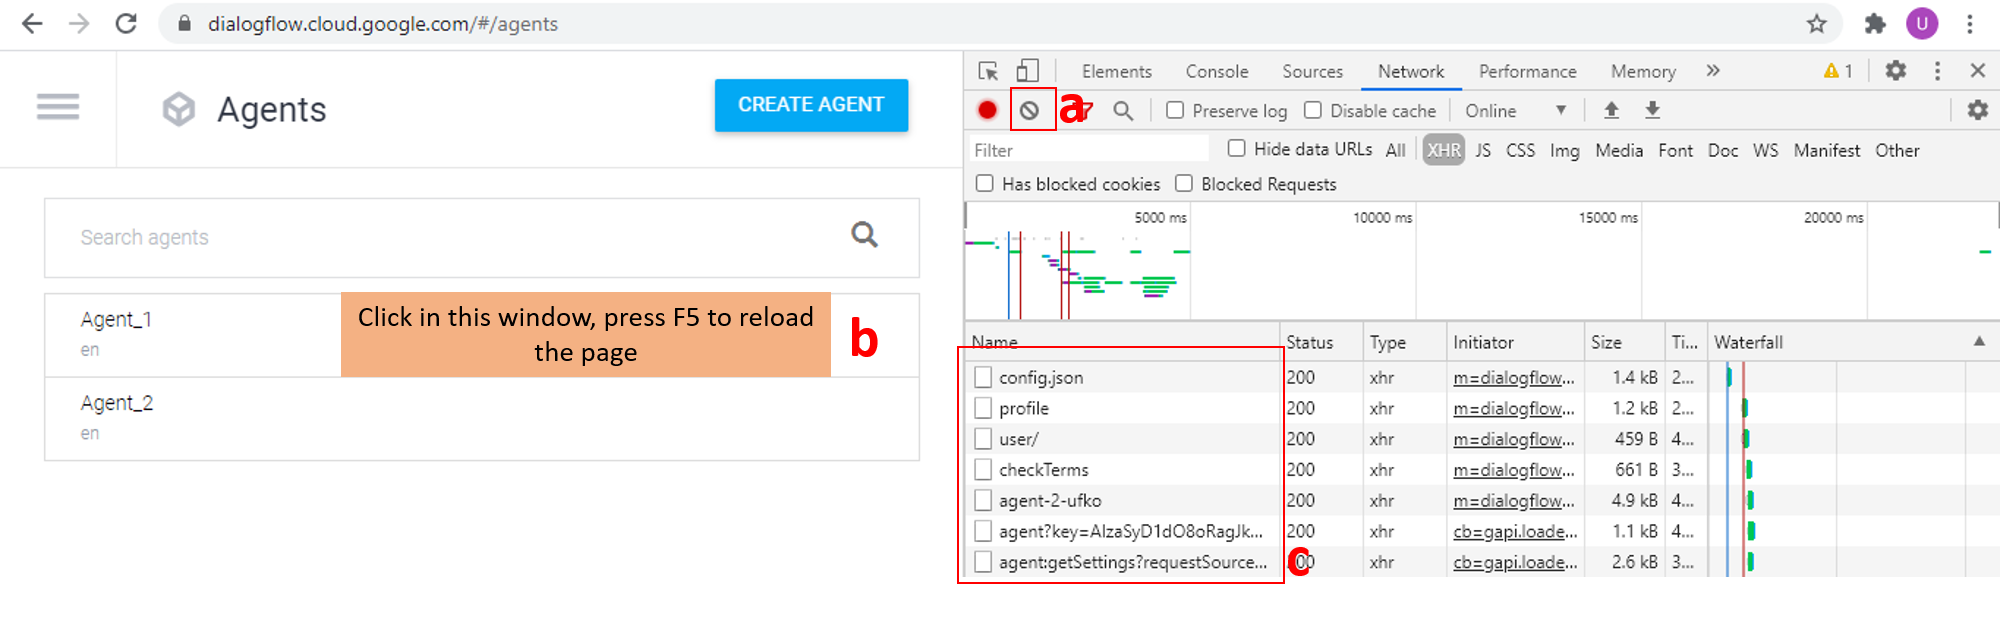 dialogflow.cloud.google.com/#/agents
U
Agents
CREATE AGENT
Search agents
Agent_1
en
Click in this window, press F5 to reload
the page
b
Agent_2
en
Elements Console Sources Network Performance Memory » 1
a
Preserve log Disable cache Online
Filter Hide data URLs All XHR JS CSS Img Media Font Doc WS Manifest Other
Has blocked cookies Blocked Requests
5000 ms 10000 ms 15000 ms 20000 ms
Name Status Type Initiator Size Ti... Waterfall
config.json 200 xhr m=dialogflow... 1.4 kB 2...
profile 200 xhr m=dialogflow... 1.2 kB 2...
user/ 200 xhr m=dialogflow... 459 B 4...
checkTerms 200 xhr m=dialogflow... 661 B 3...
agent-2-ufko 200 xhr m=dialogflow... 4.9 kB 4...
agent?key=AIzaSyD1dO8oRagJk... 200 xhr cb=gapi.loade... 1.1 kB 4...
agent:getSettings?requestSource... 200 xhr cb=gapi.loade... 2.6 kB 3...
c